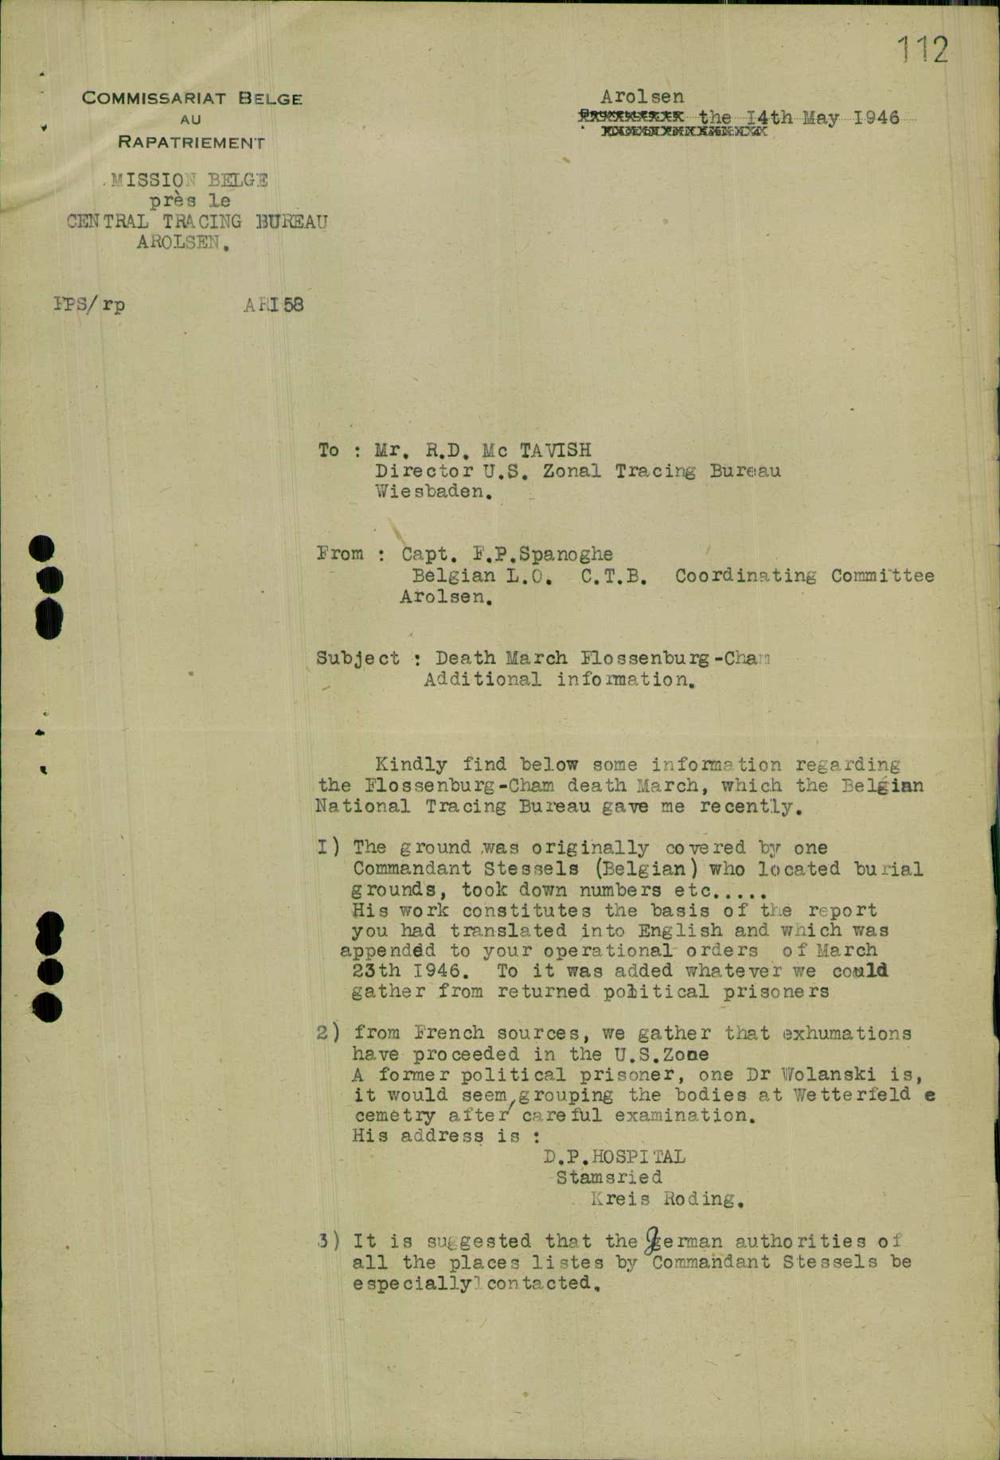 112
COMMISSARIAT BELGE
AU
RAPATRIEMENT
MISSION BELGE
près le
CENTRAL TRACING BUREAU
AROLSEN.
Arolsen
the I4th May I946
FPS/rp ARI58
To : Mr. R.D. Mc TAVISH
Director U.S. Zonal Tracing Bureau
Wiesbaden.
From : Capt. F.P.Spanoghe
Belgian L.O. C.T.B. Coordinating Committee
Arolsen.
Subject : Death March Flossenburg-Cham
Additional information.
Kindly find below some information regarding
the Flossenburg-Cham death March, which the Belgian
National Tracing Bureau gave me recently.
I) The ground was originally covered by one
Commandant Stessels (Belgian) who located burial
grounds, took down numbers etc.....
His work constitutes the basis of the report
you had translated into English and which was
appended to your operational orders of March
23th I946. To it was added whatever we could
gather from returned political prisoners
2) from French sources, we gather that exhumations
have proceeded in the U.S.Zone
A former political prisoner, one Dr Wolanski is,
it would seem, grouping the bodies at Wetterfeld e
cemetry after careful examination.
His address is :
D.P.HOSPITAL
Stamsried
Kreis Roding.
3) It is suggested that the german authorities of
all the places listes by Commandant Stessels be
especially contacted.